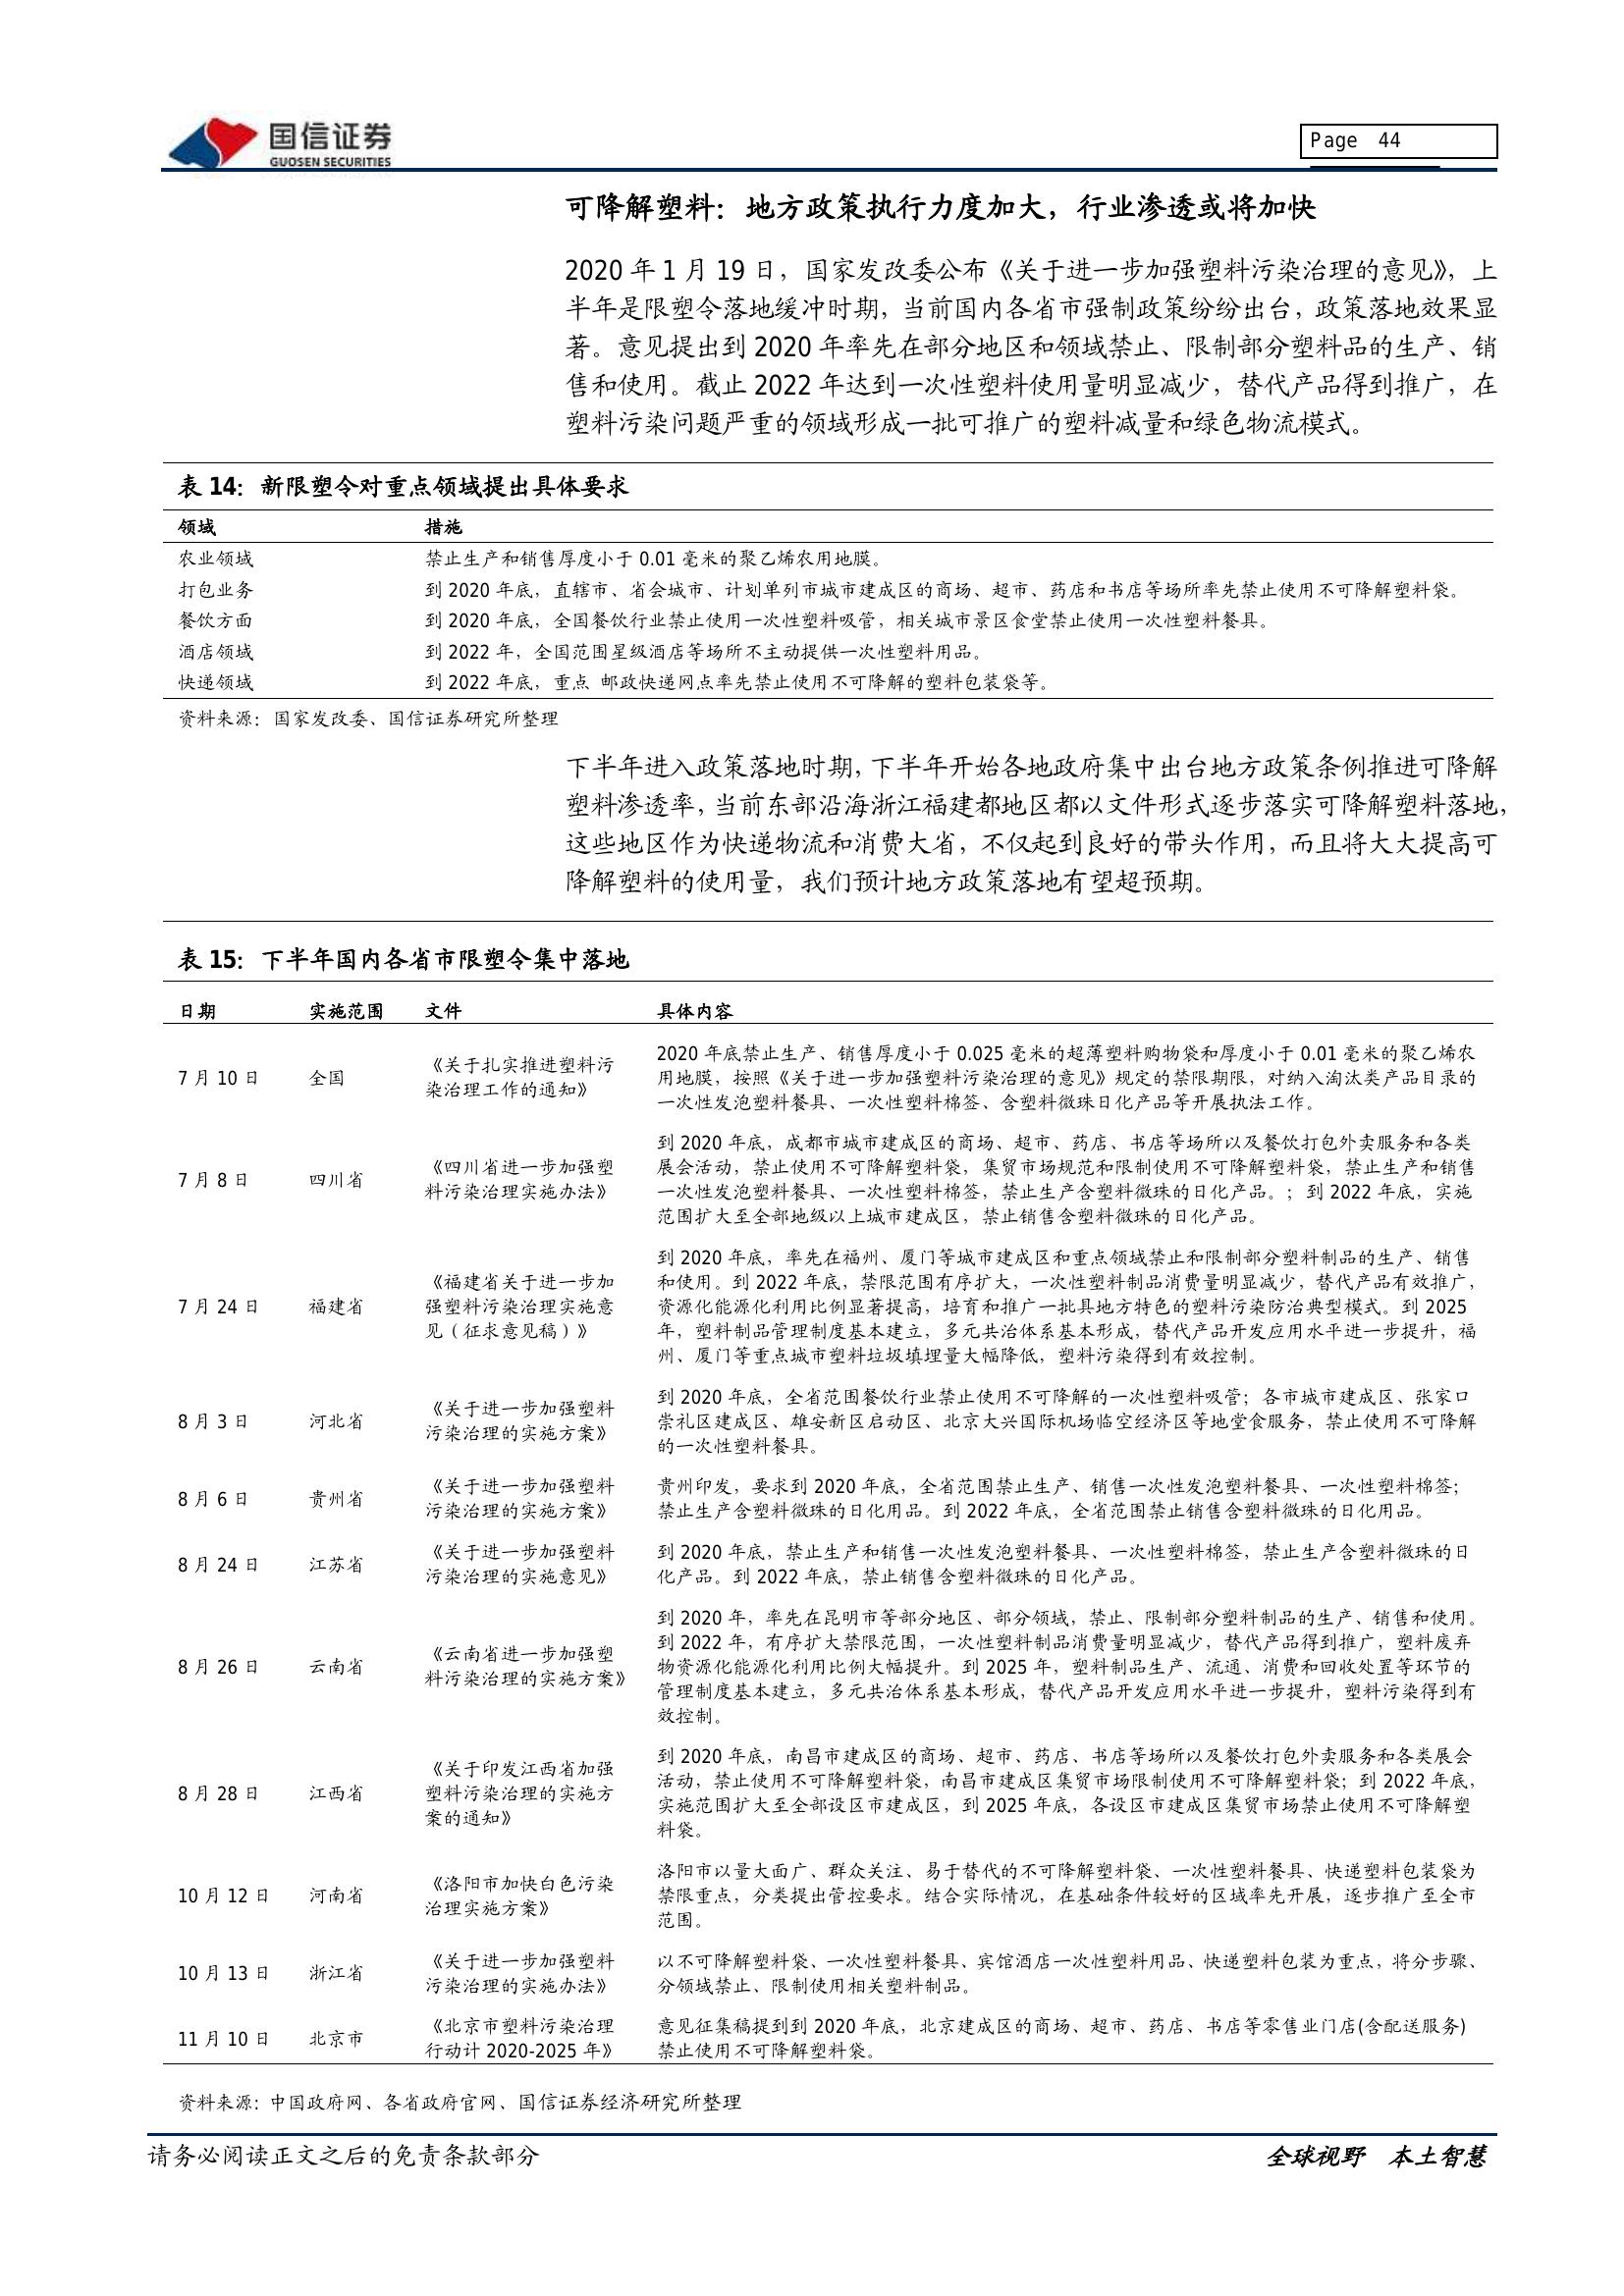 国信证券
GUOSEN SECURITIES
Page 44
可降解塑料：地方政策执行力度加大，行业渗透或将加快
2020 年 1 月 19 日，国家发改委公布《关于进一步加强塑料污染治理的意见》，上
半年是限塑令落地缓冲时期，当前国内各省市强制政策纷纷出台，政策落地效果显
著。意见提出到 2020 年率先在部分地区和领域禁止、限制部分塑料品的生产、销
售和使用。截止 2022 年达到一次性塑料使用量明显减少，替代产品得到推广，在
塑料污染问题严重的领域形成一批可推广的塑料减量和绿色物流模式。
表 14：新限塑令对重点领域提出具体要求
领域 措施
农业领域 禁止生产和销售厚度小于 0.01 毫米的聚乙烯农用地膜。
打包业务 到 2020 年底，直辖市、省会城市、计划单列市城市建成区的商场、超市、药店和书店等场所率先禁止使用不可降解塑料袋。
餐饮方面 到 2020 年底，全国餐饮行业禁止使用一次性塑料吸管，相关城市景区食堂禁止使用一次性塑料餐具。
酒店领域 到 2022 年，全国范围星级酒店等场所不主动提供一次性塑料用品。
快递领域 到 2022 年底，重点 邮政快递网点率先禁止使用不可降解的塑料包装袋等。
资料来源：国家发改委、国信证券研究所整理
下半年进入政策落地时期，下半年开始各地政府集中出台地方政策条例推进可降解
塑料渗透率，当前东部沿海浙江福建都地区都以文件形式逐步落实可降解塑料落地，
这些地区作为快递物流和消费大省，不仅起到良好的带头作用，而且将大大提高可
降解塑料的使用量，我们预计地方政策落地有望超预期。
表 15：下半年国内各省市限塑令集中落地
日期 实施范围 文件 具体内容
7 月 10 日 全国
《关于扎实推进塑料污
染治理工作的通知》
2020 年底禁止生产、销售厚度小于 0.025 毫米的超薄塑料购物袋和厚度小于 0.01 毫米的聚乙烯农
用地膜，按照《关于进一步加强塑料污染治理的意见》规定的禁限期限，对纳入淘汰类产品目录的
一次性发泡塑料餐具、一次性塑料棉签、含塑料微珠日化产品等开展执法工作。
7 月 8 日 四川省
《四川省进一步加强塑
料污染治理实施办法》
到 2020 年底，成都市城市建成区的商场、超市、药店、书店等场所以及餐饮打包外卖服务和各类
展会活动，禁止使用不可降解塑料袋，集贸市场规范和限制使用不可降解塑料袋，禁止生产和销售
一次性发泡塑料餐具、一次性塑料棉签，禁止生产含塑料微珠的日化产品。；到 2022 年底，实施
范围扩大至全部地级以上城市建成区，禁止销售含塑料微珠的日化产品。
7 月 24 日 福建省
《福建省关于进一步加
强塑料污染治理实施意
见（征求意见稿）》
到 2020 年底，率先在福州、厦门等城市建成区和重点领域禁止和限制部分塑料制品的生产、销售
和使用。到 2022 年底，禁限范围有序扩大，一次性塑料制品消费量明显减少，替代产品有效推广，
资源化能源化利用比例显著提高，培育和推广一批具地方特色的塑料污染防治典型模式。到 2025
年，塑料制品管理制度基本建立，多元共治体系基本形成，替代产品开发应用水平进一步提升，福
州、厦门等重点城市塑料垃圾填埋量大幅降低，塑料污染得到有效控制。
8 月 3 日 河北省
《关于进一步加强塑料
污染治理的实施方案》
到 2020 年底，全省范围餐饮行业禁止使用不可降解的一次性塑料吸管；各市城市建成区、张家口
崇礼区建成区、雄安新区启动区、北京大兴国际机场临空经济区等地堂食服务，禁止使用不可降解
的一次性塑料餐具。
8 月 6 日 贵州省
《关于进一步加强塑料
污染治理的实施方案》
贵州印发，要求到 2020 年底，全省范围禁止生产、销售一次性发泡塑料餐具、一次性塑料棉签；
禁止生产含塑料微珠的日化用品。到 2022 年底，全省范围禁止销售含塑料微珠的日化用品。
8 月 24 日 江苏省
《关于进一步加强塑料
污染治理的实施意见》
到 2020 年底，禁止生产和销售一次性发泡塑料餐具、一次性塑料棉签，禁止生产含塑料微珠的日
化产品。到 2022 年底，禁止销售含塑料微珠的日化产品。
8 月 26 日 云南省
《云南省进一步加强塑
料污染治理的实施方案》
到 2020 年，率先在昆明市等部分地区、部分领域，禁止、限制部分塑料制品的生产、销售和使用。
到 2022 年，有序扩大禁限范围，一次性塑料制品消费量明显减少，替代产品得到推广，塑料废弃
物资源化能源化利用比例大幅提升。到 2025 年，塑料制品生产、流通、消费和回收处置等环节的
管理制度基本建立，多元共治体系基本形成，替代产品开发应用水平进一步提升，塑料污染得到有
效控制。
8 月 28 日 江西省
《关于印发江西省加强
塑料污染治理的实施方
案的通知》
到 2020 年底，南昌市建成区的商场、超市、药店、书店等场所以及餐饮打包外卖服务和各类展会
活动，禁止使用不可降解塑料袋，南昌市建成区集贸市场限制使用不可降解塑料袋；到 2022 年底，
实施范围扩大至全部设区市建成区，到 2025 年底，各设区市建成区集贸市场禁止使用不可降解塑
料袋。
10 月 12 日 河南省
《洛阳市加快白色污染
治理实施方案》
洛阳市以量大面广、群众关注、易于替代的不可降解塑料袋、一次性塑料餐具、快递塑料包装袋为
禁限重点，分类提出管控要求。结合实际情况，在基础条件较好的区域率先开展，逐步推广至全市
范围。
10 月 13 日 浙江省
《关于进一步加强塑料
污染治理的实施办法》
以不可降解塑料袋、一次性塑料餐具、宾馆酒店一次性塑料用品、快递塑料包装为重点，将分步骤、
分领域禁止、限制使用相关塑料制品。
11 月 10 日 北京市
《北京市塑料污染治理
行动计 2020-2025 年》
意见征集稿提到到 2020 年底，北京建成区的商场、超市、药店、书店等零售业门店(含配送服务)
禁止使用不可降解塑料袋。
资料来源：中国政府网、各省政府官网、国信证券经济研究所整理
请务必阅读正文之后的免责条款部分
全球视野 本土智慧